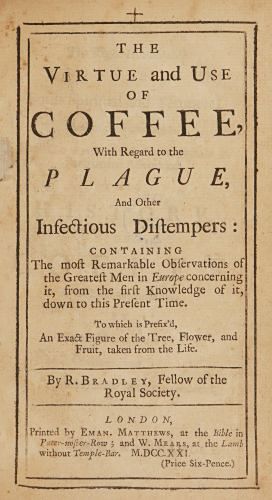 THE
VIRTUE and USE
OF
COFFEE,
With Regard to the
PLAGUE,
And Other
Infectious Distempers:
CONTAINING
The most Remarkable Observations of
the Greatest Men in Europe concerning
it, from the first Knowledge of it,
down to this Present Time.
To which is Prefix'd,
An Exact Figure of the Tree, Flower, and
Fruit, taken from the Life.
By R. BRADLEY, Fellow of the
Royal Society.
LONDON,
Printed by EMAN. MATTHEWS, at the Bible in
Pater-noster-Row; and W. MEARS, at the Lamb
without Temple-Bar. M.DCC.XXI.
(Price Six-Pence.)